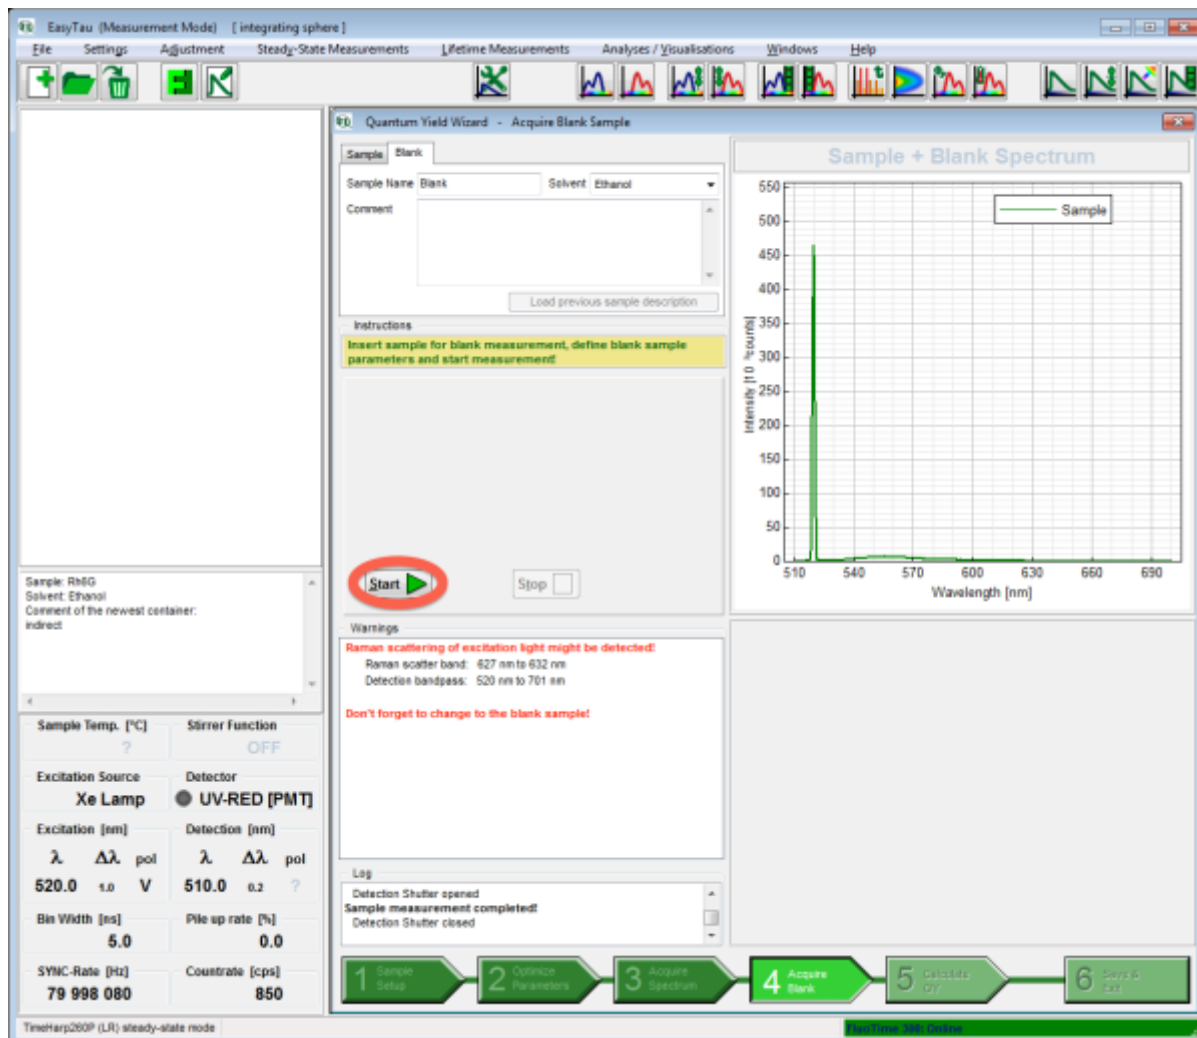 EasyTau (Measurement Mode) [ integrating sphere ]
File Settings Adjustment Steady-State Measurements Lifetime Measurements Analyses / Visualisations Windows Help
Quantum Yield Wizard - Acquire Blank Sample
Sample Blank
Sample Name Blank Solvent Ethanol
Comment
Load previous sample description
Instructions
Insert sample for blank measurement, define blank sample
parameters and start measurement!
Start Stop
Warnings
Raman scattering of excitation light might be detected!
Raman scatter band: 627 nm to 632 nm
Detection bandpass: 520 nm to 701 nm
Don't forget to change to the blank sample!
Log
Detection Shutter opened
Sample measurement completed!
Detection Shutter closed
Sample + Blank Spectrum
Sample
550
500
450
400
350
300
250
200
150
100
50
0
Intensity [10 ³counts]
510 540 570 600 630 660 690
Wavelength [nm]
Sample: Rh6G
Solvent: Ethanol
Comment of the newest container:
indirect
Sample Temp. [°C] Stirrer Function
? OFF
Excitation Source Detector
Xe Lamp UV-RED [PMT]
Excitation [nm] Detection [nm]
λ Δλ pol λ Δλ pol
520.0 1.0 V 510.0 0.2 ?
Bin Width [ns] Pile up rate [%]
5.0 0.0
SYNC-Rate [Hz] Countrate [cps]
79 998 080 850
1 Sample Setup
2 Optimize Parameters
3 Acquire Spectrum
4 Acquire Blank
5 Calculate QY
6 Save & Exit
TimeHarp260P (LR) steady-state mode FluoTime 300: Online